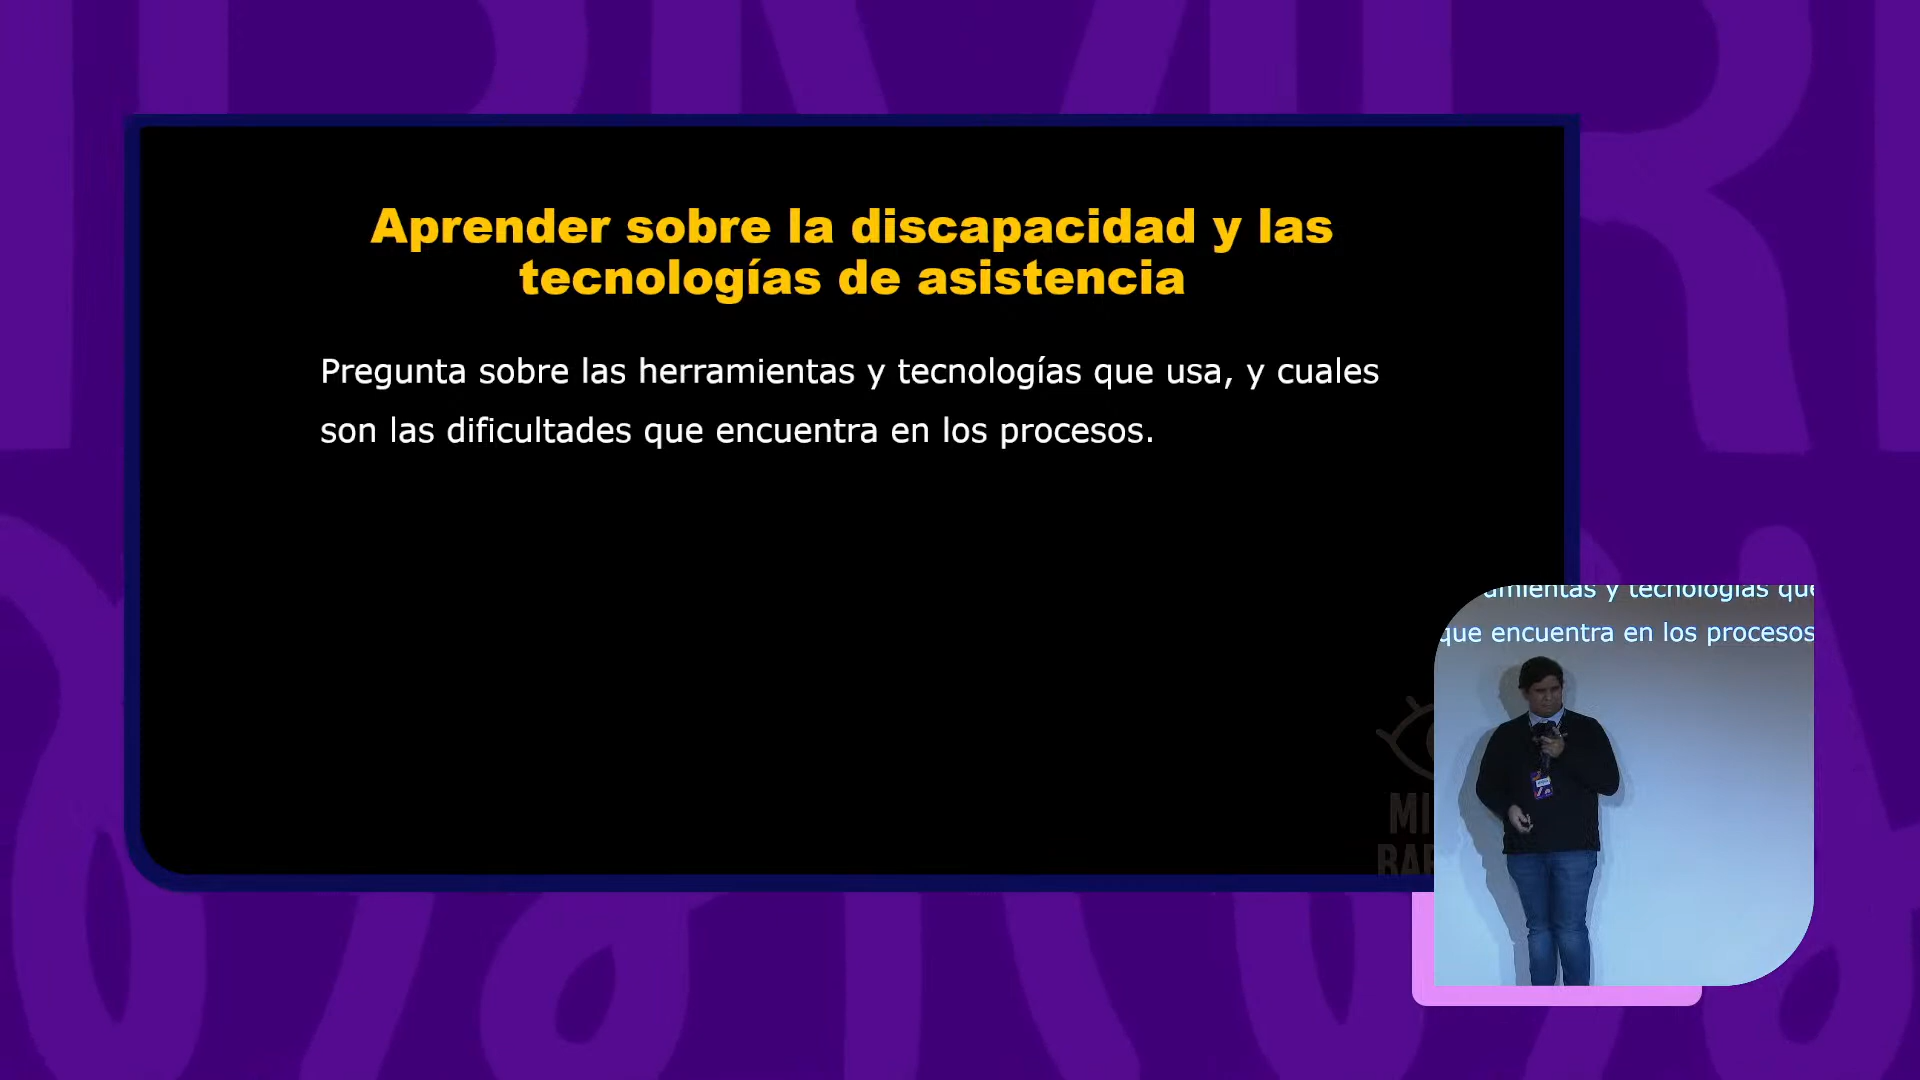 Aprender sobre la discapacidad y las
tecnologías de asistencia
Pregunta sobre las herramientas y tecnologías que usa, y cuales
son las dificultades que encuentra en los procesos.
tecnologías
que encuentra en los procesos